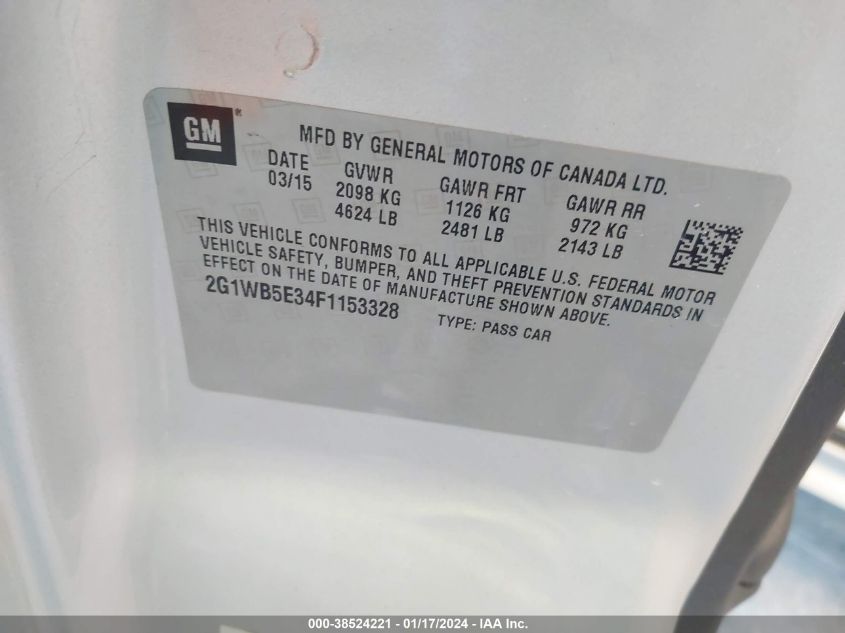 GM®
MFD BY GENERAL MOTORS OF CANADA LTD.
DATE GVWR GAWR FRT GAWR RR
03/15 2098 KG 1126 KG 972 KG
4624 LB 2481 LB 2143 LB
THIS VEHICLE CONFORMS TO ALL APPLICABLE U.S. FEDERAL MOTOR
VEHICLE SAFETY, BUMPER, AND THEFT PREVENTION STANDARDS IN
EFFECT ON THE DATE OF MANUFACTURE SHOWN ABOVE.
2G1WB5E34F1153328 TYPE: PASS CAR
000-38524221 - 01/17/2024 - IAA Inc.